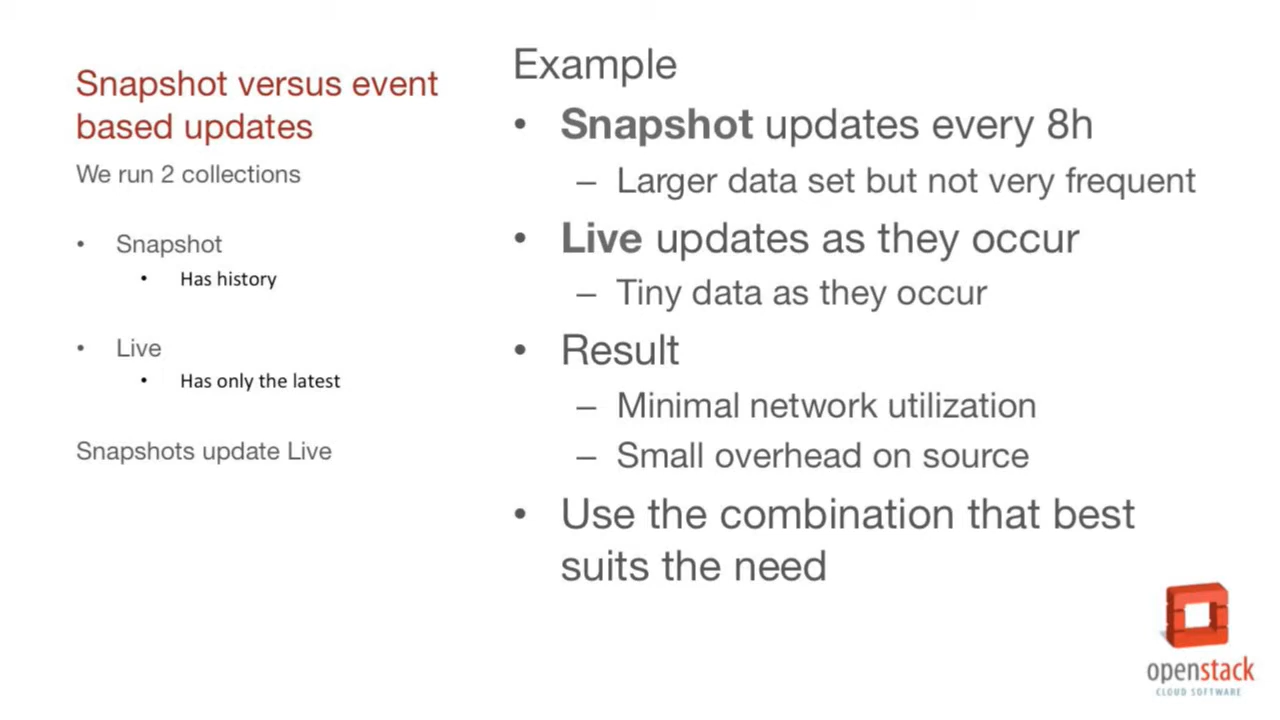 Snapshot versus event
based updates
We run 2 collections
• Snapshot
• Has history
• Live
• Has only the latest
Snapshots update Live
Example
• Snapshot updates every 8h
– Larger data set but not very frequent
• Live updates as they occur
– Tiny data as they occur
• Result
– Minimal network utilization
– Small overhead on source
• Use the combination that best
suits the need
openstack
CLOUD SOFTWARE